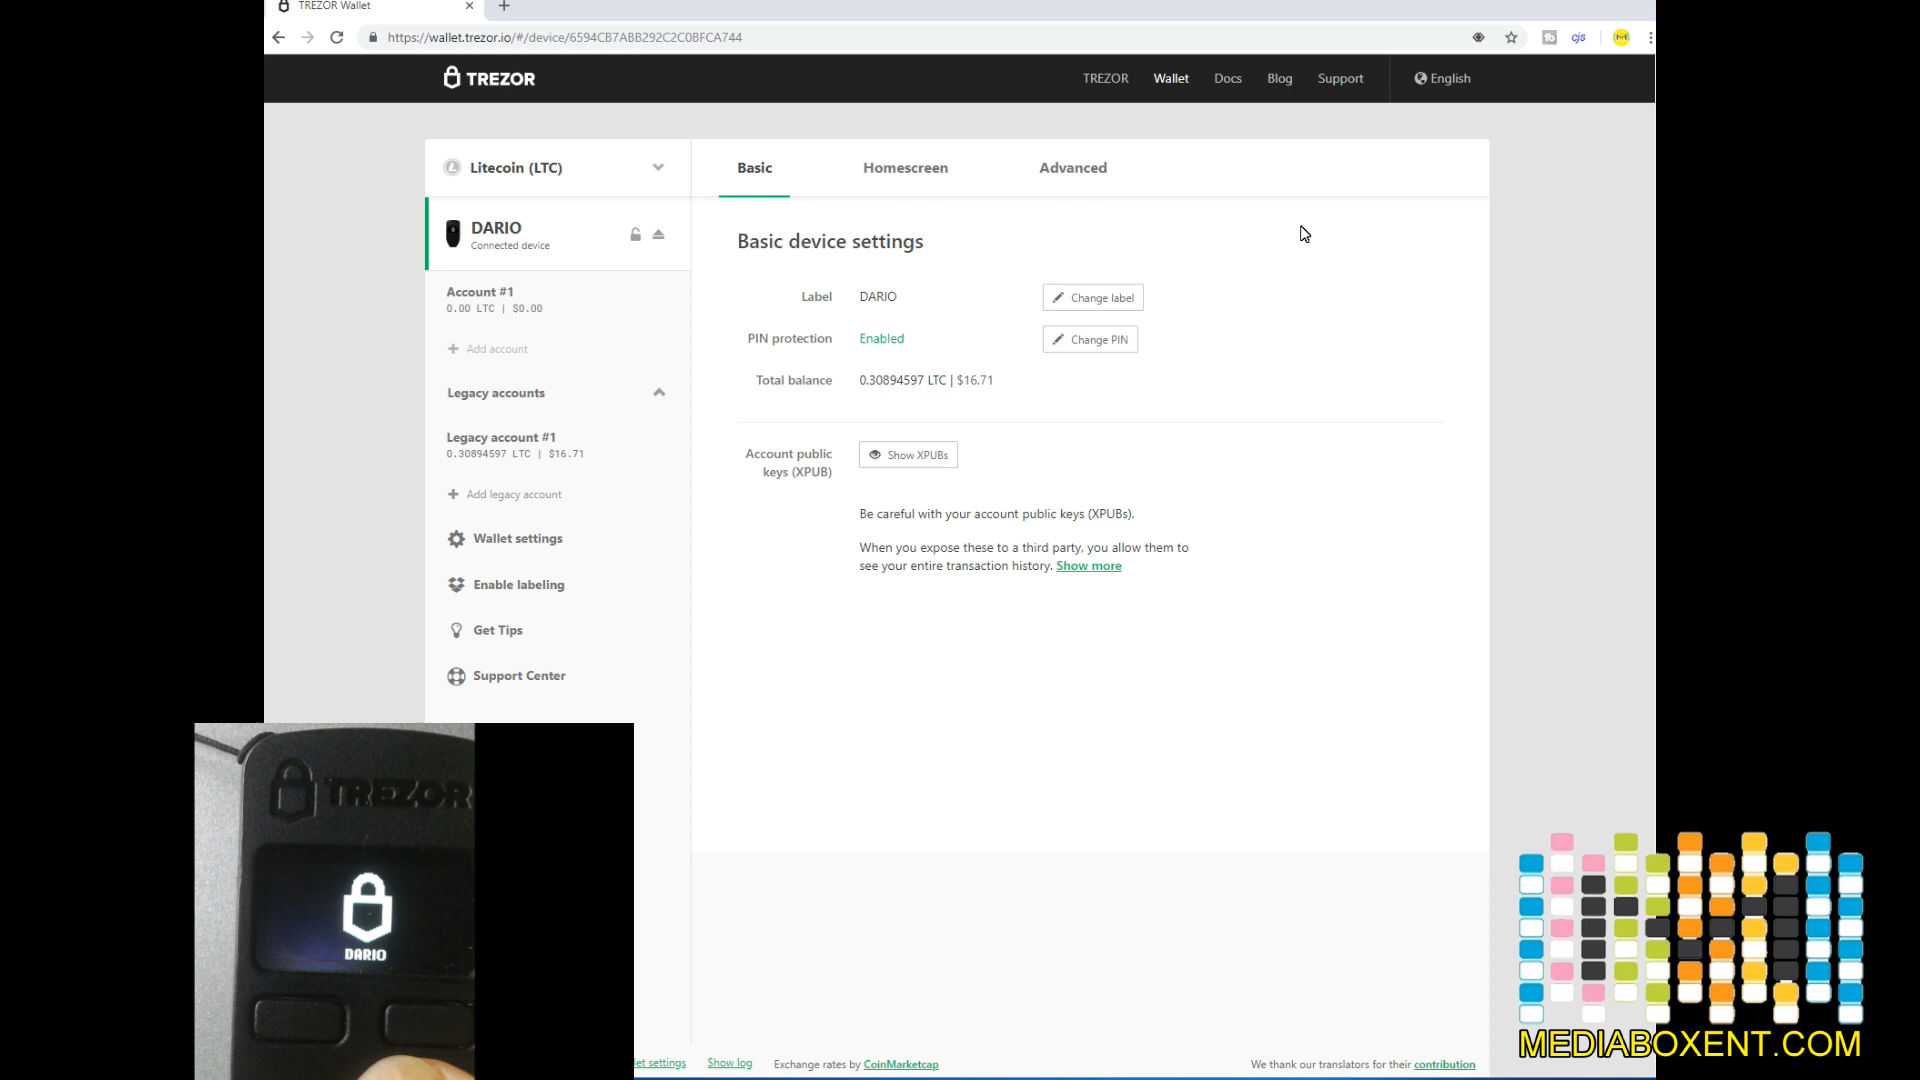 TREZOR Wallet
https://wallet.trezor.io/#/device/6594CB7ABB292C2C0BFCA744
cjs
TREZOR
TREZOR
Wallet
Docs
Blog
Support
English
Litecoin (LTC)
Basic
Homescreen
Advanced
DARIO
Connected device
Account #1
0.00 LTC | $0.00
Add account
Legacy accounts
Legacy account #1
0.30894597 LTC | $16.71
Add legacy account
Wallet settings
Enable labeling
Get Tips
Support Center
Basic device settings
Label DARIO Change label
PIN protection Enabled Change PIN
Total balance 0.30894597 LTC | $16.71
Account public
keys (XPUB)
Show XPUBs
Be careful with your account public keys (XPUBs).
When you expose these to a third party, you allow them to
see your entire transaction history. Show more
TREZOR
DARIO
settings
Show log
Exchange rates by CoinMarketcap
We thank our translators for their contribution
MEDIABOXENT.COM